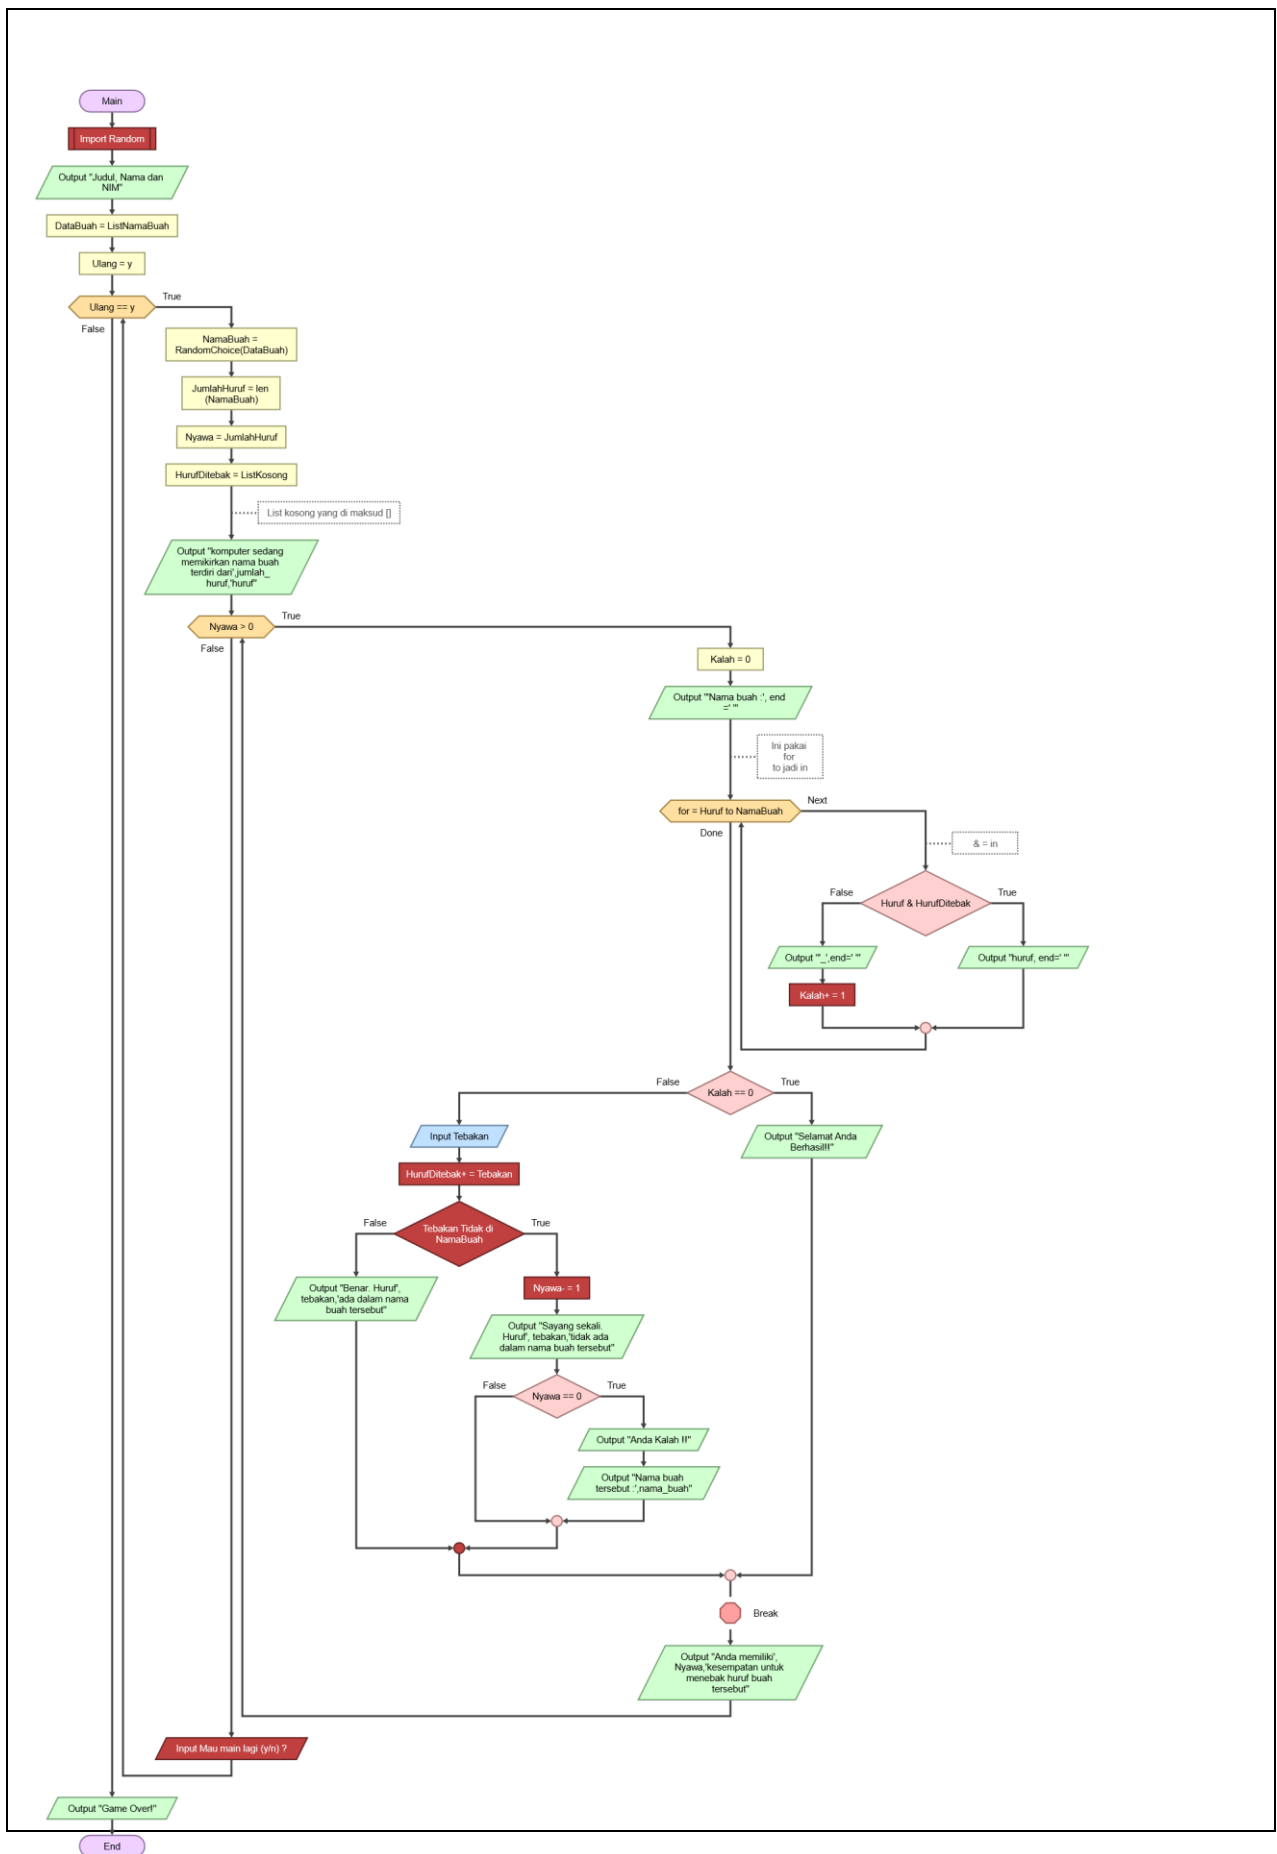 Main
Import Random
Output "Judul, Nama dan
NIM"
DataBuah = ListNamaBuah
Ulang = y
Ulang == y
True
False
NamaBuah =
RandomChoice(DataBuah)
JumlahHuruf = len
(NamaBuah)
Nyawa = JumlahHuruf
HurufDitebak = ListKosong
List kosong yang di maksud []
Output "komputer sedang
memikirkan nama buah
terdiri dari',jumlah_
huruf,'huruf"
Nyawa > 0
True
False
Kalah = 0
Output "'Nama buah :', end
=' '"
Ini pakai
for
to jadi in
for = Huruf to NamaBuah
Next
Done
& = in
Huruf & HurufDitebak
False
True
Output "'_',end=' '"
Output "huruf, end=' '"
Kalah+ = 1
Kalah == 0
False
True
Input Tebakan
Output "Selamat Anda
Berhasil!!"
HurufDitebak+ = Tebakan
Tebakan Tidak di
NamaBuah
False
True
Output "Benar. Huruf',
tebakan,'ada dalam nama
buah tersebut"
Nyawa- = 1
Output "Sayang sekali.
Huruf', tebakan,'tidak ada
dalam nama buah tersebut"
Nyawa == 0
False
True
Output "Anda Kalah !!"
Output "Nama buah
tersebut :',nama_buah"
Break
Output "Anda memiliki',
Nyawa,'kesempatan untuk
menebak huruf buah
tersebut"
Input Mau main lagi (y/n) ?
Output "Game Over!"
End